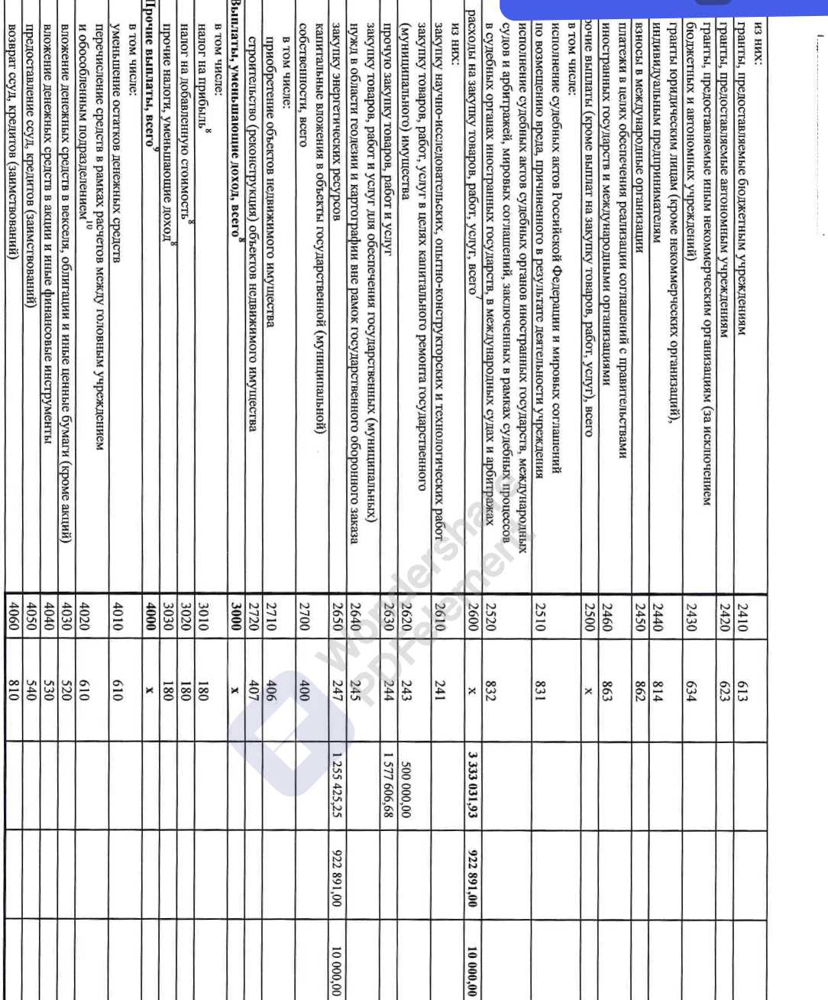 из них:
гранты, предоставляемые бюджетным учреждениям 2410 613
гранты, предоставляемые автономным учреждениям 2420 623
гранты, предоставляемые иным некоммерческим организациям (за исключением
бюджетных и автономных учреждений) 2430 634
гранты юридическим лицам (кроме некоммерческих организаций),
индивидуальным предпринимателям 2440 814
взносы в международные организации 2450 862
платежи в целях обеспечения реализации соглашений с правительствами
иностранных государств и международными организациями 2460 863
рочие выплаты (кроме выплат на закупку товаров, работ, услуг), всего 2500 x
в том числе:
исполнение судебных актов Российской Федерации и мировых соглашений
по возмещению вреда, причиненного в результате деятельности учреждения 2510 831
исполнение судебных актов судебных органов иностранных государств, международных
судов и арбитражей, мировых соглашений, заключенных в рамках судебных процессов
в судебных органах иностранных государств, в международных судах и арбитражах 2520 832
расходы на закупку товаров, работ, услуг, всего7 2600 x 3 333 031,93 922 891,00 10 000,00
из них:
закупку научно-исследовательских, опытно-конструкторских и технологических работ 2610 241
закупку товаров, работ, услуг в целях капитального ремонта государственного
(муниципального) имущества 2620 243 500 000,00
прочую закупку товаров, работ и услуг 2630 244 1 577 606,68
закупку товаров, работ и услуг для обеспечения государственных (муниципальных)
нужд в области геодезии и картографии вне рамок государственного оборонного заказа 2640 245
закупку энергетических ресурсов 2650 247 1 255 425,25 922 891,00 10 000,00
капитальные вложения в объекты государственной (муниципальной)
собственности, всего 2700 400
в том числе:
приобретение объектов недвижимого имущества 2710 406
строительство (реконструкция) объектов недвижимого имущества 2720 407
Выплаты, уменьшающие доход, всего8 3000 x
в том числе:
налог на прибыль8 3010 180
налог на добавленную стоимость8 3020 180
прочие налоги, уменьшающие доход8 3030 180
Прочие выплаты, всего9 4000 x
в том числе:
уменьшение остатков денежных средств 4010 610
перечисление средств в рамках расчетов между головным учреждением
и обособленным подразделением10 4020 610
вложение денежных средств в векселя, облигации и иные ценные бумаги (кроме акций) 4030 520
вложение денежных средств в акции и иные финансовые инструменты 4040 530
предоставление ссуд, кредитов (заимствований) 4050 540
возврат ссуд, кредитов (заимствований) 4060 810
Wondershare
PDFelement